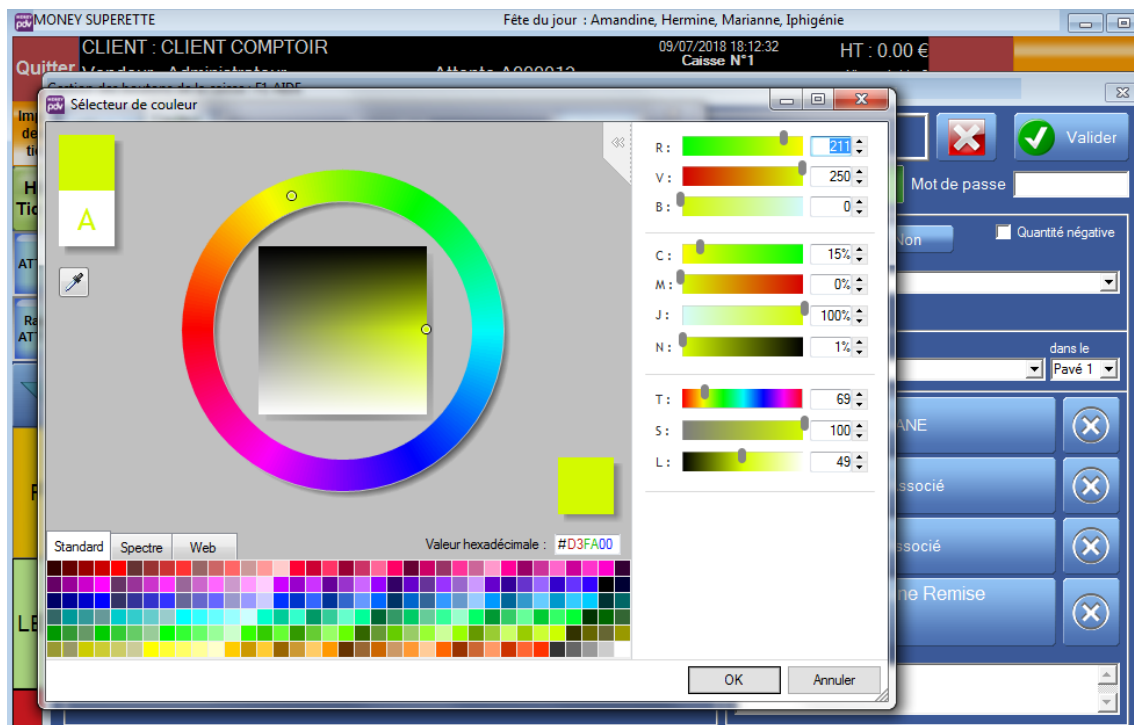 MONEY SUPERETTE
Fête du jour : Amandine, Hermine, Marianne, Iphigénie
CLIENT : CLIENT COMPTOIR
09/07/2018 18:12:32
HT : 0.00 €
Quitter
Caisse N°1
Sélecteur de couleur
Valider
Mot de passe
Non
Quantité négative
dans le
Pavé 1
A
R : 211
V : 250
B : 0
C : 15%
M : 0%
J : 100%
N : 1%
T : 69
S : 100
L : 49
Standard
Spectre
Web
Valeur hexadécimale : #D3FA00
OK
Annuler
ssocié
ssocié
ne Remise